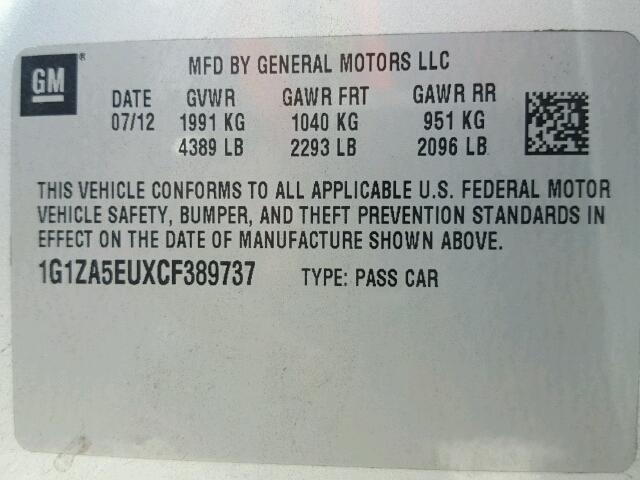 GM®
MFD BY GENERAL MOTORS LLC
DATE GVWR GAWR FRT GAWR RR
07/12 1991 KG 1040 KG 951 KG
4389 LB 2293 LB 2096 LB
THIS VEHICLE CONFORMS TO ALL APPLICABLE U.S. FEDERAL MOTOR
VEHICLE SAFETY, BUMPER, AND THEFT PREVENTION STANDARDS IN
EFFECT ON THE DATE OF MANUFACTURE SHOWN ABOVE.
1G1ZA5EUXCF389737 TYPE: PASS CAR